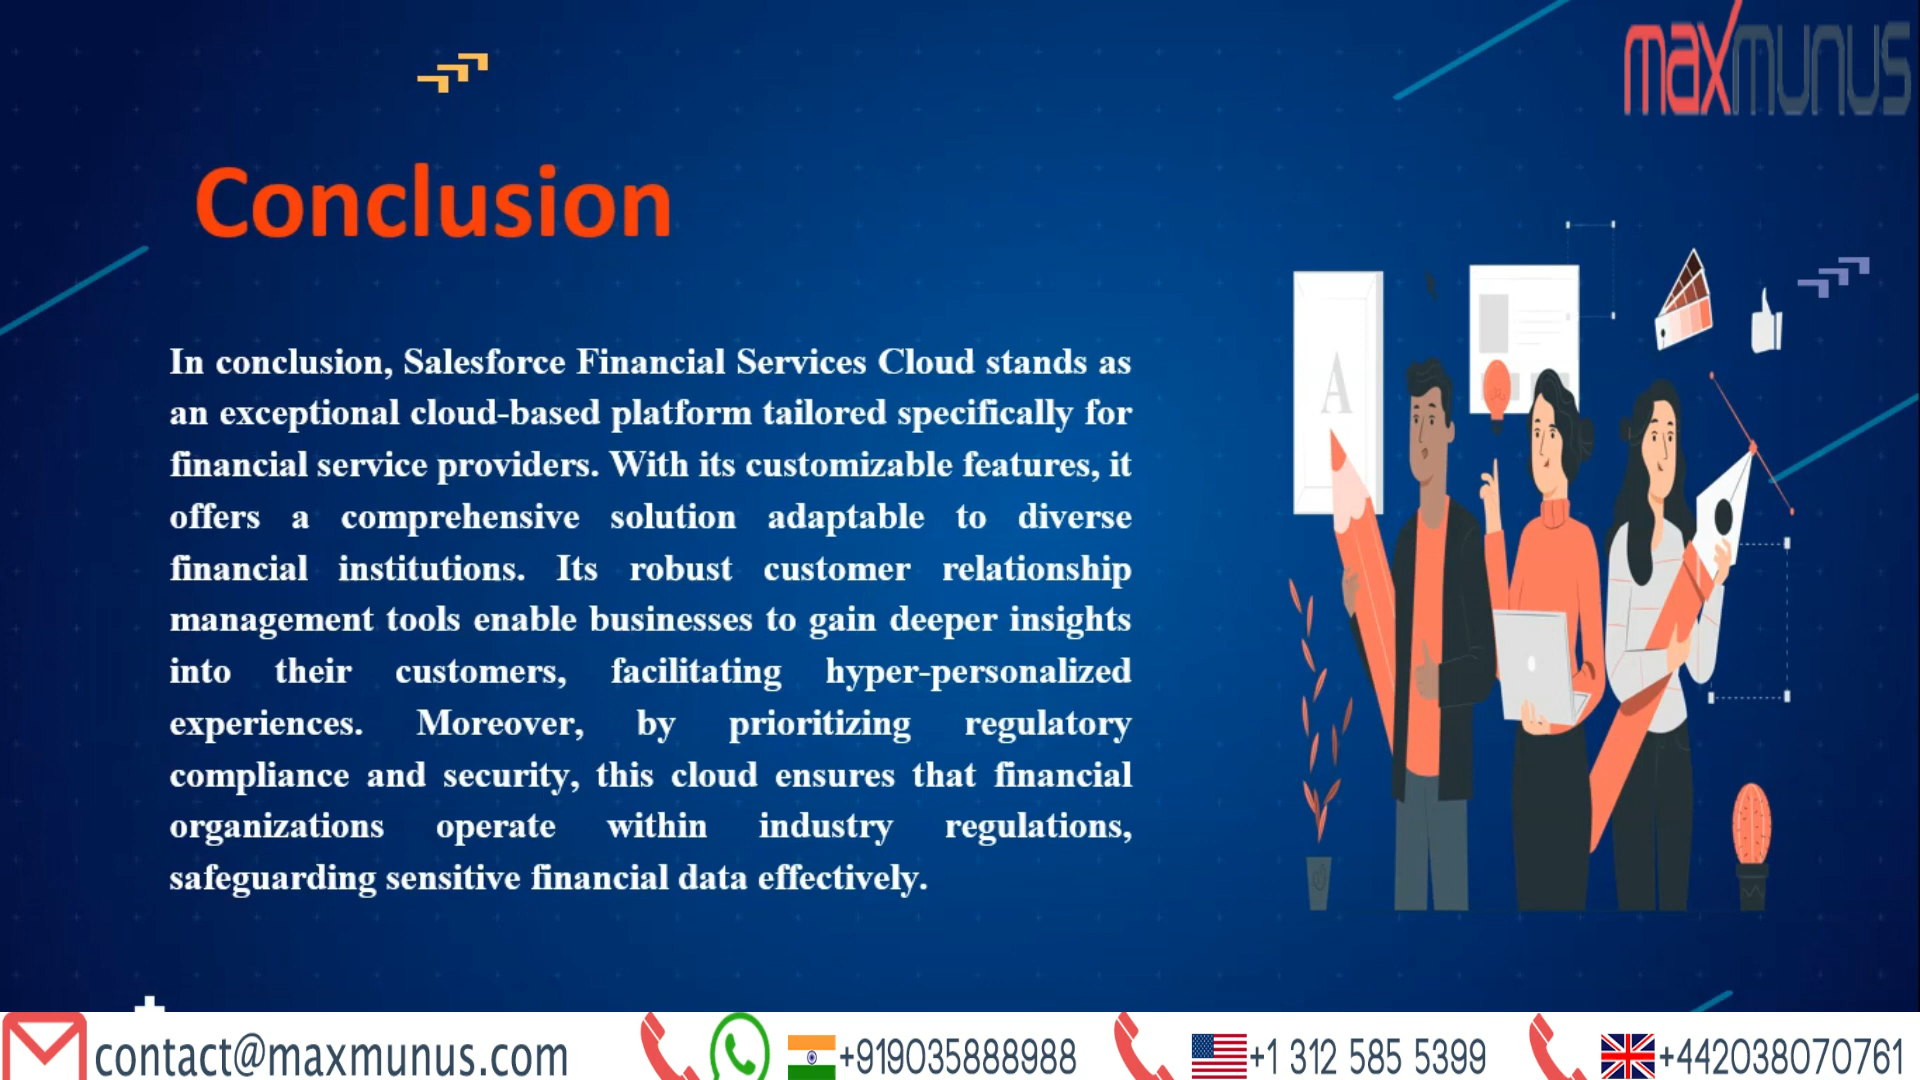 maxmunus
Conclusion
In conclusion, Salesforce Financial Services Cloud stands as
an exceptional cloud-based platform tailored specifically for
financial service providers. With its customizable features, it
offers a comprehensive solution adaptable to diverse
financial institutions. Its robust customer relationship
management tools enable businesses to gain deeper insights
into their customers, facilitating hyper-personalized
experiences. Moreover, by prioritizing regulatory
compliance and security, this cloud ensures that financial
organizations operate within industry regulations,
safeguarding sensitive financial data effectively.
A
contact@maxmunus.com +919035888988 +1 312 585 5399 +442038070761